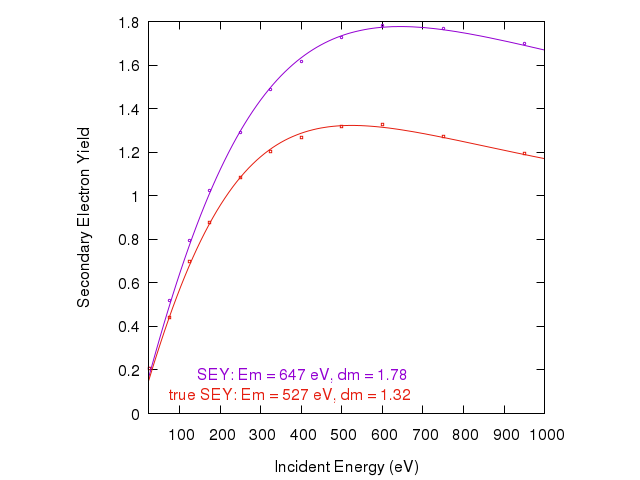 1.8
1.6
1.4
1.2
1
0.8
0.6
0.4
0.2
0
Secondary Electron Yield
SEY: Em = 647 eV, dm = 1.78
true SEY: Em = 527 eV, dm = 1.32
100 200 300 400 500 600 700 800 900 1000
Incident Energy (eV)